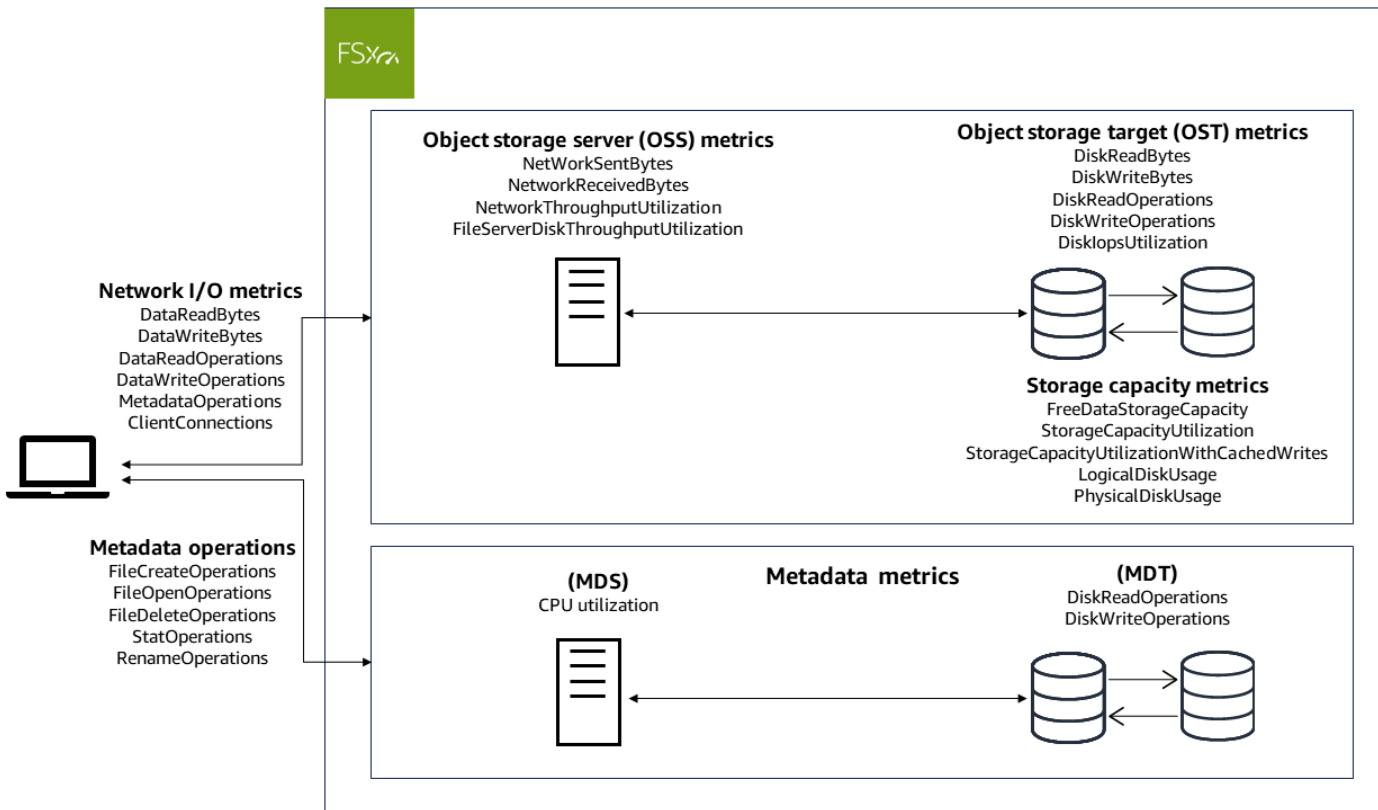 FSx
Object storage server (OSS) metrics
NetWorkSentBytes
NetworkReceivedBytes
NetworkThroughputUtilization
FileServerDiskThroughputUtilization
Object storage target (OST) metrics
DiskReadBytes
DiskWriteBytes
DiskReadOperations
DiskWriteOperations
DiskIopsUtilization
Network I/O metrics
DataReadBytes
DataWriteBytes
DataReadOperations
DataWriteOperations
MetadataOperations
ClientConnections
Storage capacity metrics
FreeDataStorageCapacity
StorageCapacityUtilization
StorageCapacityUtilizationWithCachedWrites
LogicalDiskUsage
PhysicalDiskUsage
Metadata operations
FileCreateOperations
FileOpenOperations
FileDeleteOperations
StatOperations
RenameOperations
(MDS)
CPU utilization
Metadata metrics
(MDT)
DiskReadOperations
DiskWriteOperations